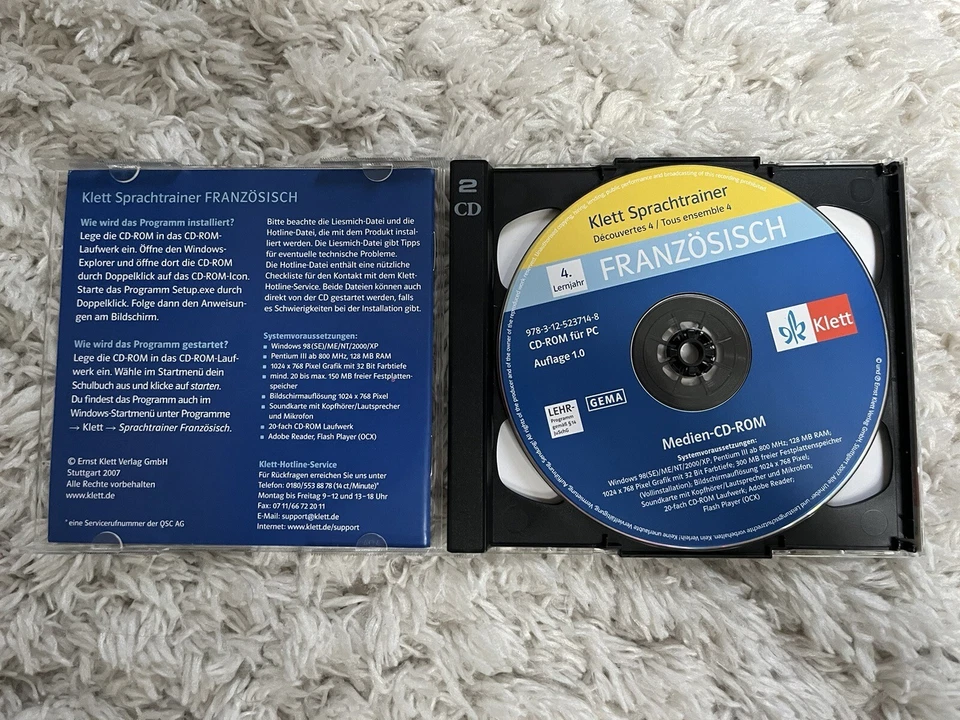 Klett Sprachtrainer FRANZÖSISCH
Wie wird das Programm installiert?
Lege die CD-ROM in das CD-ROM-
Laufwerk ein. Öffne den Windows-
Explorer und öffne dort die CD-ROM
durch Doppelklick auf das CD-ROM-Icon.
Starte das Programm Setup.exe durch
Doppelklick. Folge dann den Anweisun-
gen am Bildschirm.
Wie wird das Programm gestartet?
Lege die CD-ROM in das CD-ROM-Lauf-
werk ein. Wähle im Startmenü dein
Schulbuch aus und klicke auf starten.
Du findest das Programm auch im
Windows-Startmenü unter Programme
→ Klett → Sprachtrainer Französisch.
© Ernst Klett Verlag GmbH
Stuttgart 2007
Alle Rechte vorbehalten
www.klett.de
* eine Servicerufnummer der QSC AG
Bitte beachte die Liesmich-Datei und die
Hotline-Datei, die mit dem Produkt instal-
liert werden. Die Liesmich-Datei gibt Tipps
für eventuelle technische Probleme.
Die Hotline-Datei enthält eine nützliche
Checkliste für den Kontakt mit dem Klett-
Hotline-Service. Beide Dateien können auch
direkt von der CD gestartet werden, falls
es Schwierigkeiten bei der Installation gibt.
Systemvoraussetzungen:
Windows 98(SE)/ME/NT/2000/XP
Pentium III ab 800 MHz, 128 MB RAM
1024 x 768 Pixel Grafik mit 32 Bit Farbtiefe
mind. 20 bis max. 150 MB freier Festplatten-
speicher
Bildschirmauflösung 1024 x 768 Pixel
Soundkarte mit Kopfhörer/Lautsprecher
und Mikrofon
20-fach CD-ROM Laufwerk
Adobe Reader, Flash Player (OCX)
Klett-Hotline-Service
Für Rückfragen erreichen Sie uns unter
Telefon: 0180/553 88 78 (14 ct/Minute)*
Montag bis Freitag 9–12 und 13–18 Uhr
Fax: 07 11/66 72 20 11
E-Mail: support@klett.de
Internet: www.klett.de/support
2
CD
Klett Sprachtrainer
Découvertes 4 / Tous ensemble 4
FRANZÖSISCH
4.
Lernjahr
978-3-12-523714-8
CD-ROM für PC
Auflage 1.0
Klett
LEHR-
Programm
gemäß § 14
JuSchG
GEMA
Medien-CD-ROM
Systemvoraussetzungen:
Windows 98(SE)/ME/NT/2000/XP, Pentium III ab 800 MHz; 128 MB RAM;
1024 x 768 Pixel Grafik mit 32 Bit Farbtiefe; 300 MB freier Festplattenspeicher
(Vollinstallation). Bildschirmauflösung 1024 x 768 Pixel;
Soundkarte mit Kopfhörer/Lautsprecher und Mikrofon;
20-fach CD-ROM Laufwerk, Adobe Reader;
Flash Player (OCX)